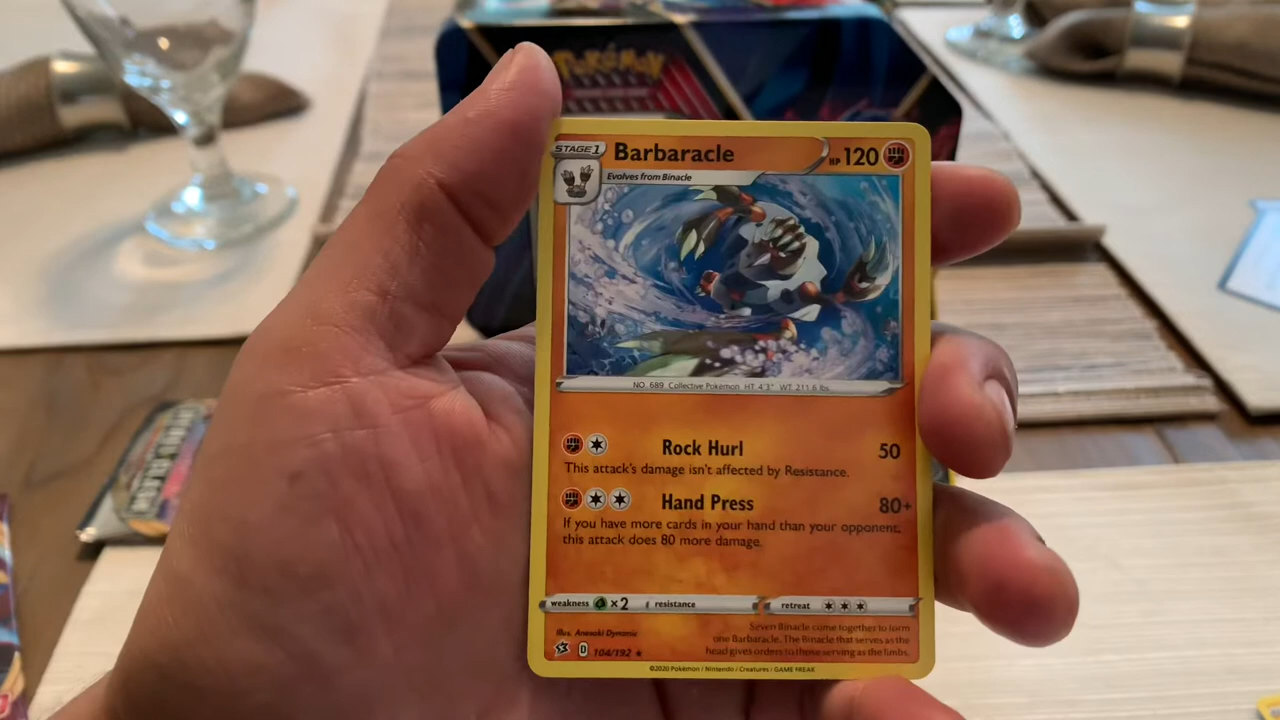 Pokémon
STAGE 1
Barbaracle
HP 120
Evolves from Binacle
NO. 689 Collective Pokémon HT: 4'3" WT: 211.6 lbs.
Rock Hurl 50
This attack's damage isn't affected by Resistance.
Hand Press 80+
If you have more cards in your hand than your opponent,
this attack does 80 more damage.
weakness ×2 resistance retreat
Illus. Anesaki Dynamic
Seven Binacle come together to form
one Barbaracle. The Binacle that serves as the
head gives orders to those serving as the limbs.
D 104/192 ★
©2020 Pokémon / Nintendo / Creatures / GAME FREAK